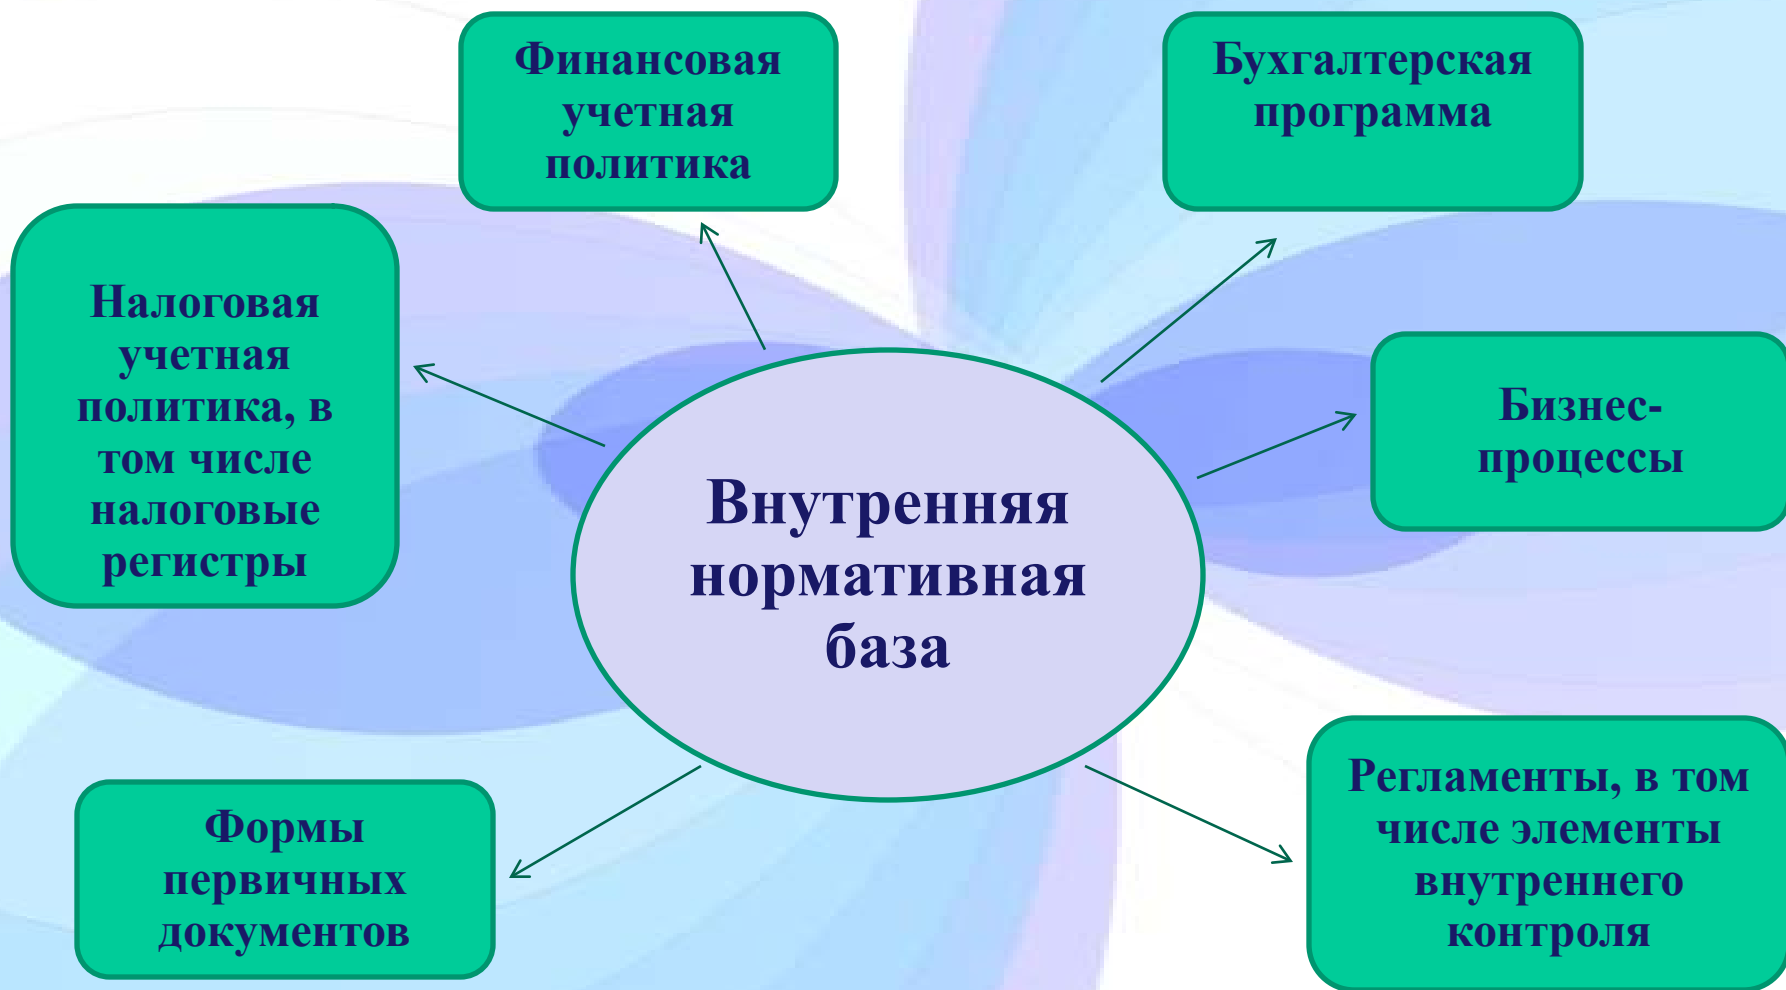 Финансовая
учетная
политика
Бухгалтерская
программа
Налоговая
учетная
политика, в
том числе
налоговые
регистры
Бизнес-
процессы
Внутренняя
нормативная
база
Формы
первичных
документов
Регламенты, в том
числе элементы
внутреннего
контроля